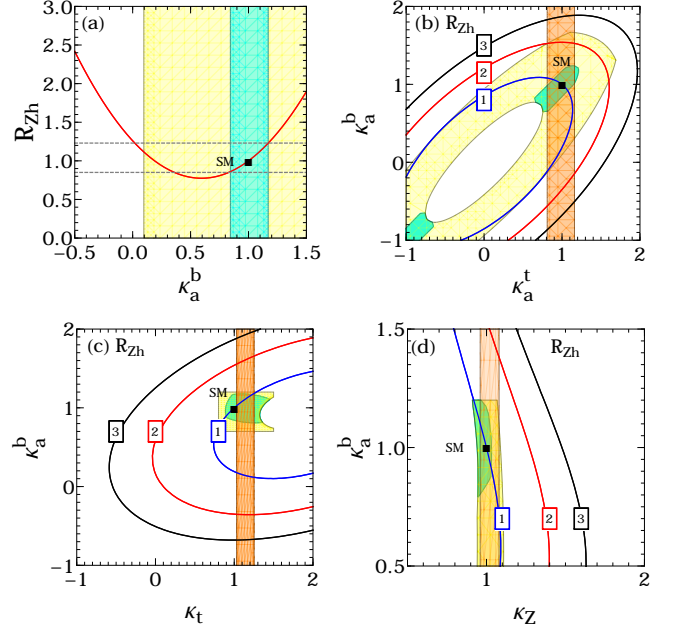 (a)
3.0
2.5
2.0
1.5
1.0
0.5
0.0
R_Zh
SM
−0.5 0.0 0.5 1.0 1.5
κ_a^b
(b) R_Zh
2
1
0
−1
κ_a^b
3
2
1
SM
−1 0 1 2
κ_a^t
(c) R_Zh
2
1
0
−1
κ_a^b
SM
3 2 1
−1 0 1 2
κ_t
(d) R_Zh
1.5
1.0
0.5
κ_a^b
SM
1 2 3
1 2
κ_Z